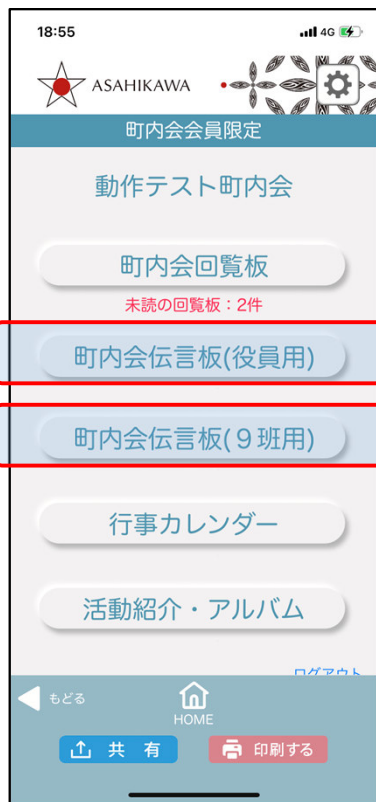 18:55
4G
ASAHIKAWA
町内会会員限定
動作テスト町内会
町内会回覧板
未読の回覧板：2件
町内会伝言板(役員用)
町内会伝言板(９班用)
行事カレンダー
活動紹介・アルバム
ログアウト
もどる
HOME
共 有
印刷する